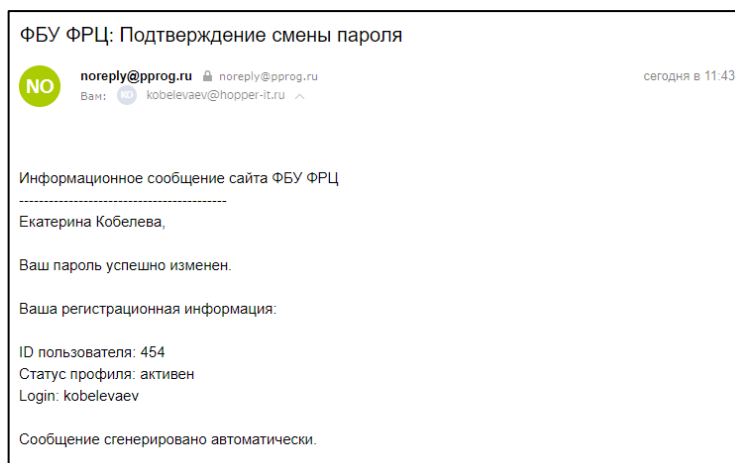 ФБУ ФРЦ: Подтверждение смены пароля
NO
noreply@pprog.ru noreply@pprog.ru сегодня в 11:43
Вам: KO kobelevaev@hopper-it.ru
Информационное сообщение сайта ФБУ ФРЦ
------------------------------------------
Екатерина Кобелева,
Ваш пароль успешно изменен.
Ваша регистрационная информация:
ID пользователя: 454
Статус профиля: активен
Login: kobelevaev
Сообщение сгенерировано автоматически.